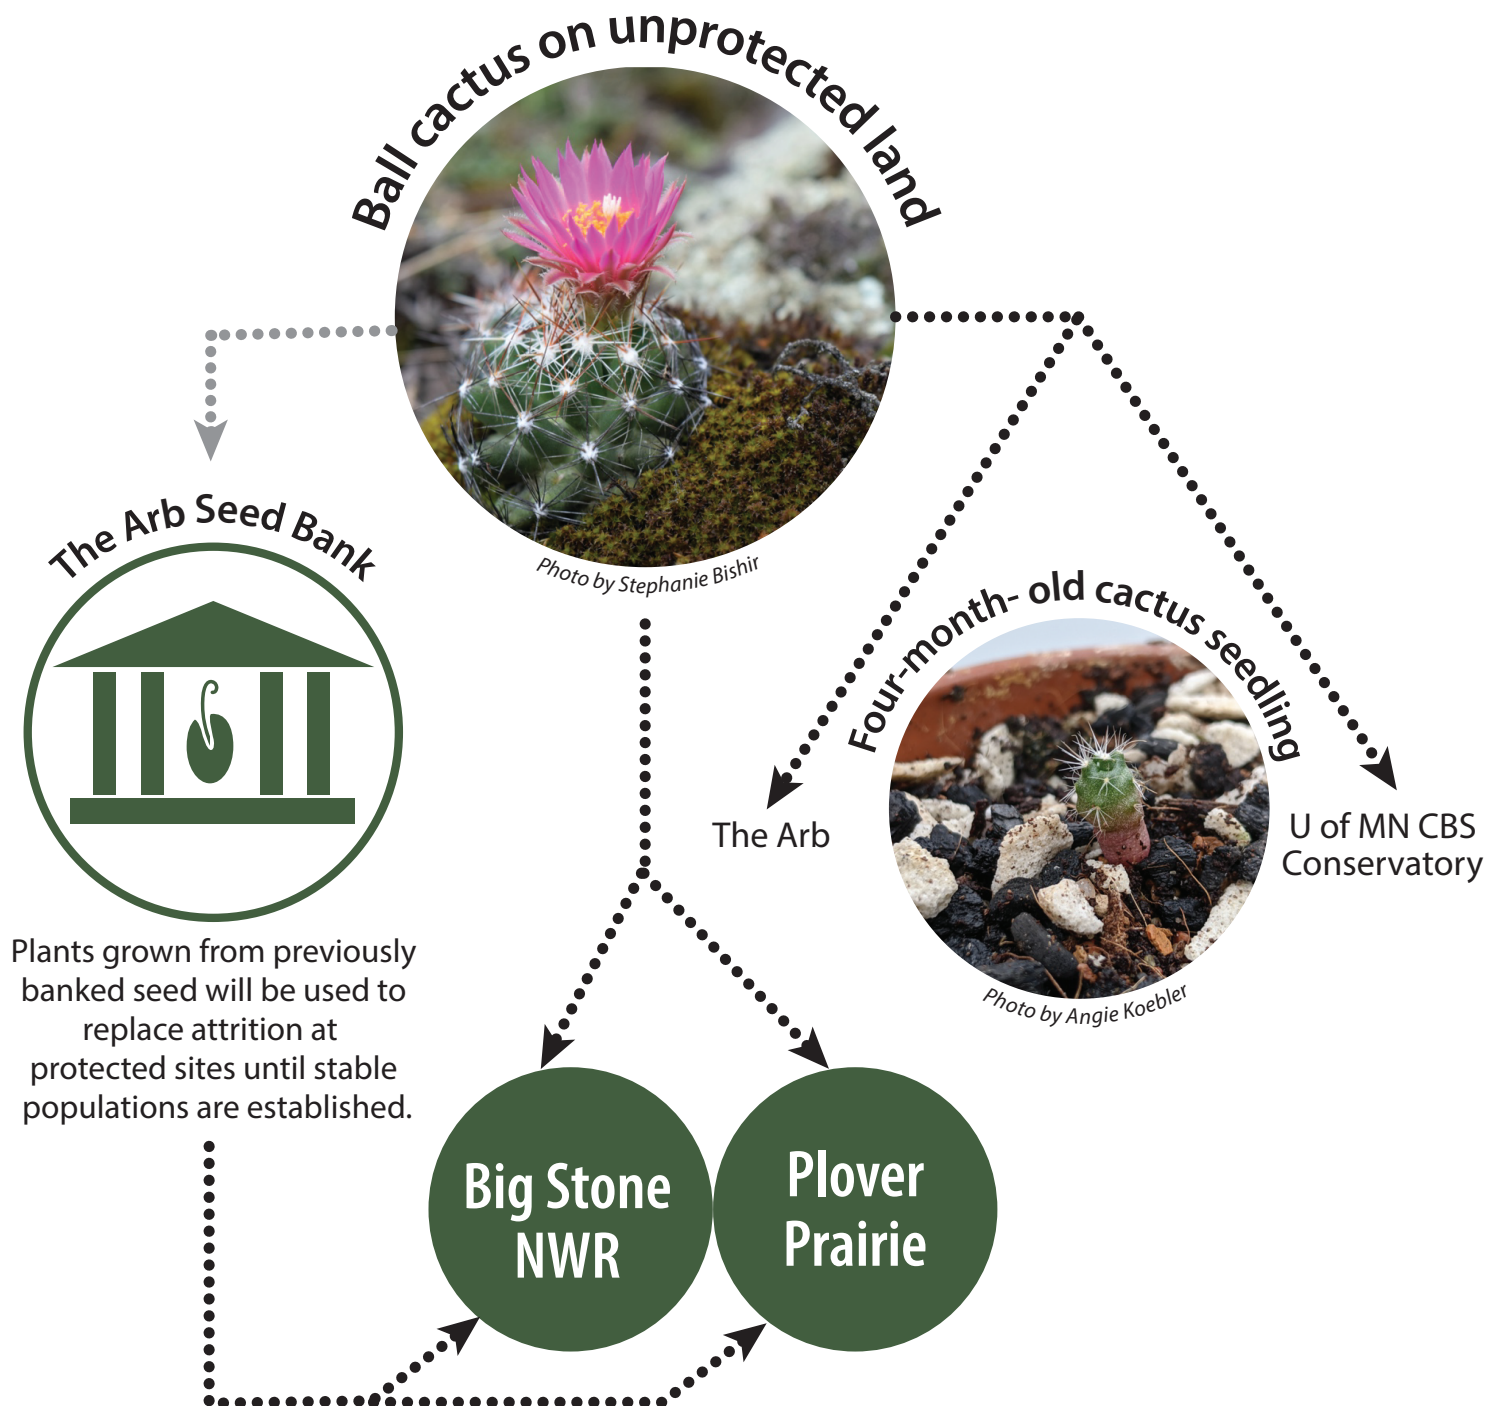 Ball cactus on unprotected land
Photo by Stephanie Bishir
The Arb Seed Bank
Plants grown from previously
banked seed will be used to
replace attrition at
protected sites until stable
populations are established.
Four-month- old cactus seedling
Photo by Angie Koebler
The Arb
U of MN CBS
Conservatory
Big Stone
NWR
Plover
Prairie